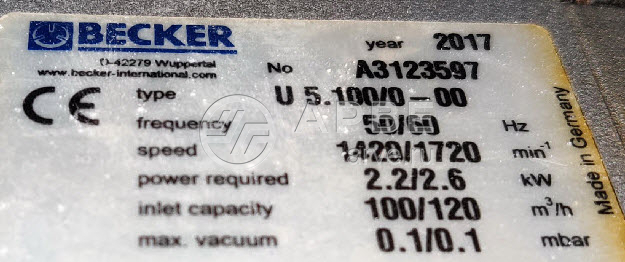 BECKER year 2017
D-42279 Wuppertal
www.becker-international.com No A3123597
CE type U 5.100/0-00
frequency 50/60 Hz
speed 1420/1720 min-1
power required 2.2/2.6 kW
inlet capacity 100/120 m³/h
max. vacuum 0.1/0.1 mbar
Made in Germany